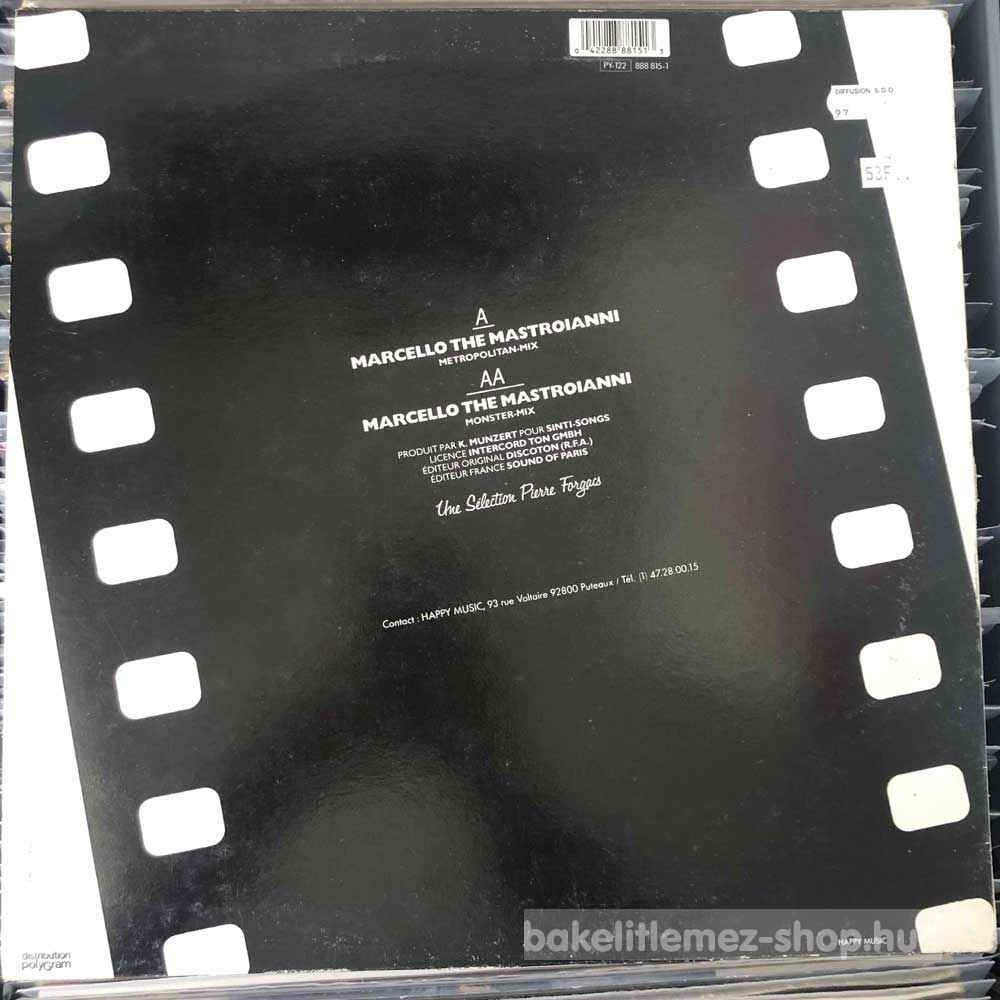 0 42288 88151 3
PY-122 888 815-1
DIFFUSION S.D.D
97
53F
A
MARCELLO THE MASTROIANNI
METROPOLITAN-MIX
AA
MARCELLO THE MASTROIANNI
MONSTER-MIX
PRODUIT PAR K. MUNZERT POUR SINTI-SONGS
LICENCE INTERCORD TON GMBH
ÉDITEUR ORIGINAL DISCOTON (R.F.A.)
ÉDITEUR FRANCE SOUND OF PARIS
Une Sélection Pierre Forgacs
Contact : HAPPY MUSIC, 93 rue Voltaire 92800 Puteaux / Tél. (1) 47.28.00.15
distribution
polyGram
HAPPY MUSIC
bakelitlemez-shop.hu